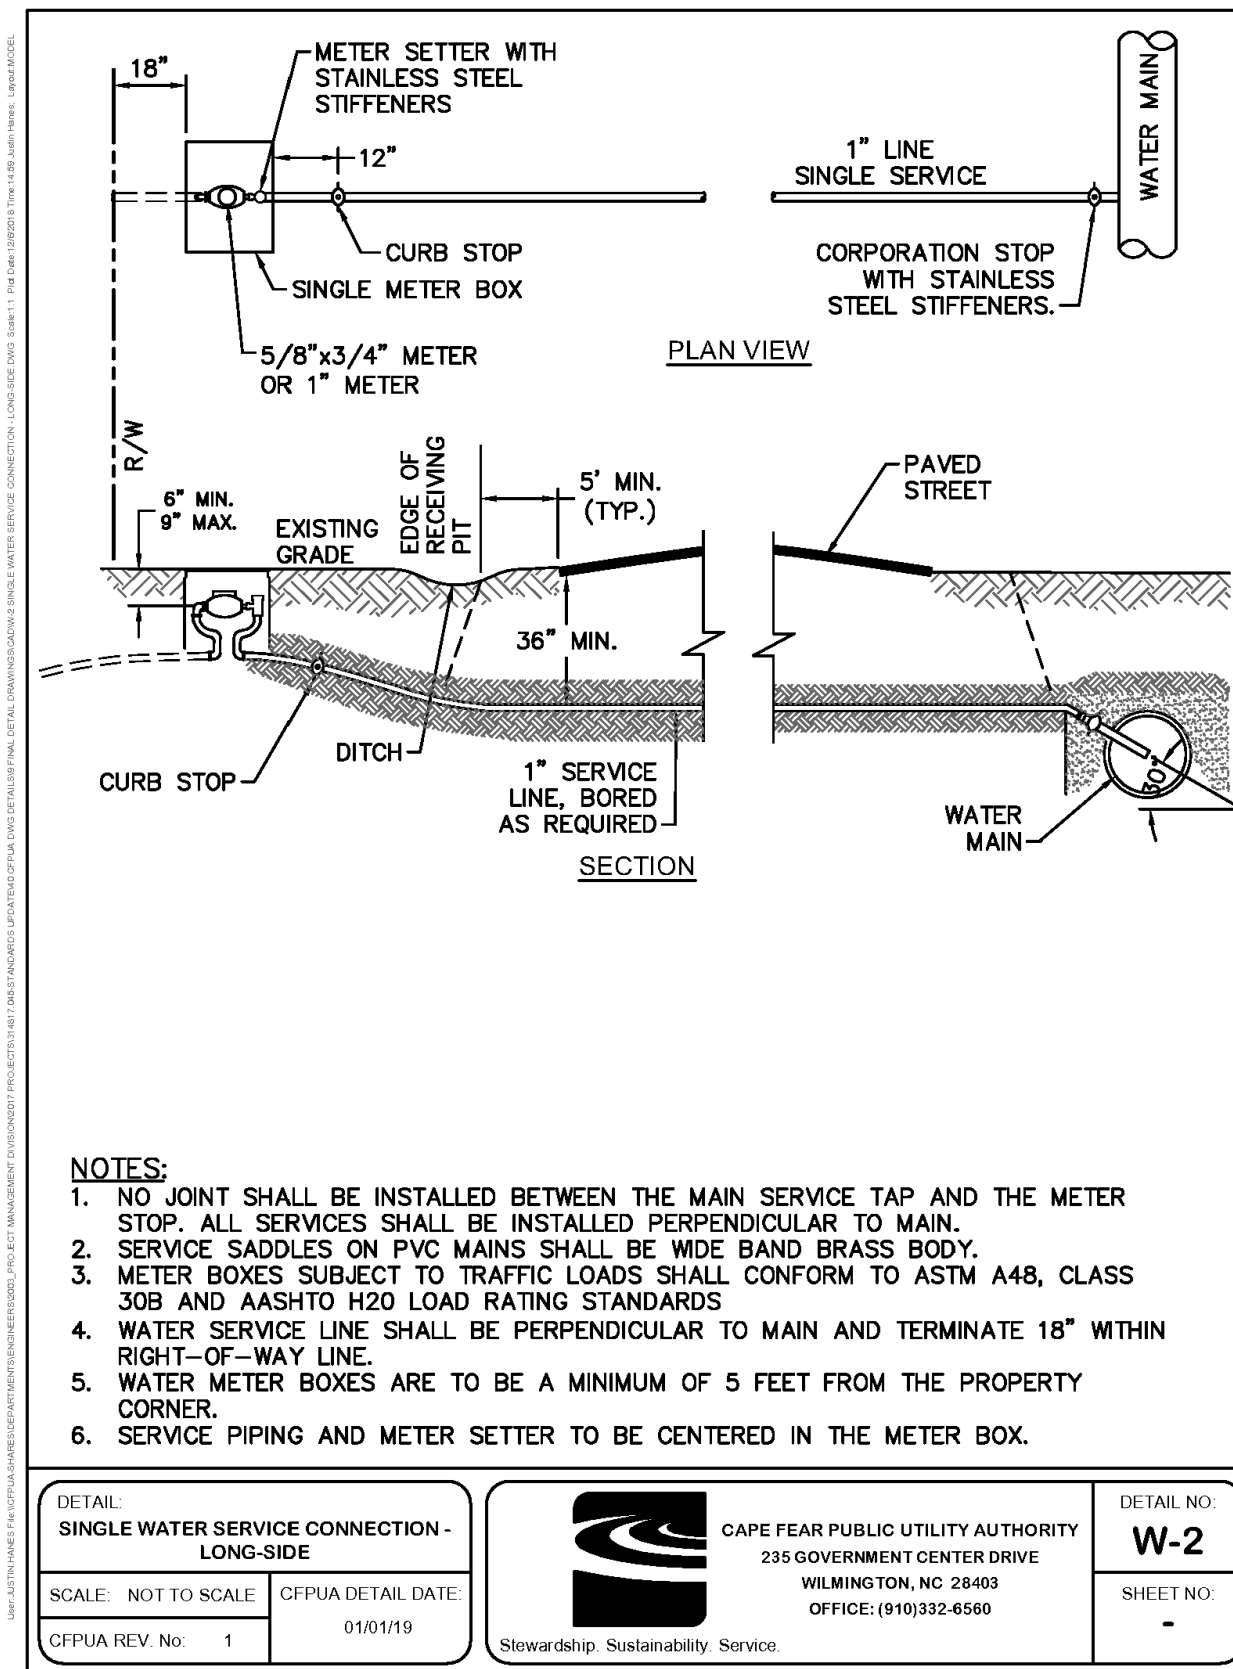 18"
METER SETTER WITH
STAINLESS STEEL
STIFFENERS
12"
1" LINE
SINGLE SERVICE
WATER MAIN
CURB STOP
SINGLE METER BOX
CORPORATION STOP
WITH STAINLESS
STEEL STIFFENERS.
5/8"x3/4" METER
OR 1" METER
PLAN VIEW
R/W
6" MIN.
9" MAX.
EXISTING
GRADE
EDGE OF
RECEIVING
PIT
5' MIN.
(TYP.)
PAVED
STREET
36" MIN.
DITCH
CURB STOP
1" SERVICE
LINE, BORED
AS REQUIRED
30°
WATER
MAIN
SECTION
NOTES:
1. NO JOINT SHALL BE INSTALLED BETWEEN THE MAIN SERVICE TAP AND THE METER
STOP. ALL SERVICES SHALL BE INSTALLED PERPENDICULAR TO MAIN.
2. SERVICE SADDLES ON PVC MAINS SHALL BE WIDE BAND BRASS BODY.
3. METER BOXES SUBJECT TO TRAFFIC LOADS SHALL CONFORM TO ASTM A48, CLASS
30B AND AASHTO H20 LOAD RATING STANDARDS
4. WATER SERVICE LINE SHALL BE PERPENDICULAR TO MAIN AND TERMINATE 18" WITHIN
RIGHT-OF-WAY LINE.
5. WATER METER BOXES ARE TO BE A MINIMUM OF 5 FEET FROM THE PROPERTY
CORNER.
6. SERVICE PIPING AND METER SETTER TO BE CENTERED IN THE METER BOX.
DETAIL:
SINGLE WATER SERVICE CONNECTION -
LONG-SIDE
SCALE: NOT TO SCALE
CFPUA DETAIL DATE:
01/01/19
CFPUA REV. No: 1
CAPE FEAR PUBLIC UTILITY AUTHORITY
235 GOVERNMENT CENTER DRIVE
WILMINGTON, NC 28403
OFFICE: (910)332-6560
Stewardship. Sustainability. Service.
DETAIL NO:
W-2
SHEET NO:
-